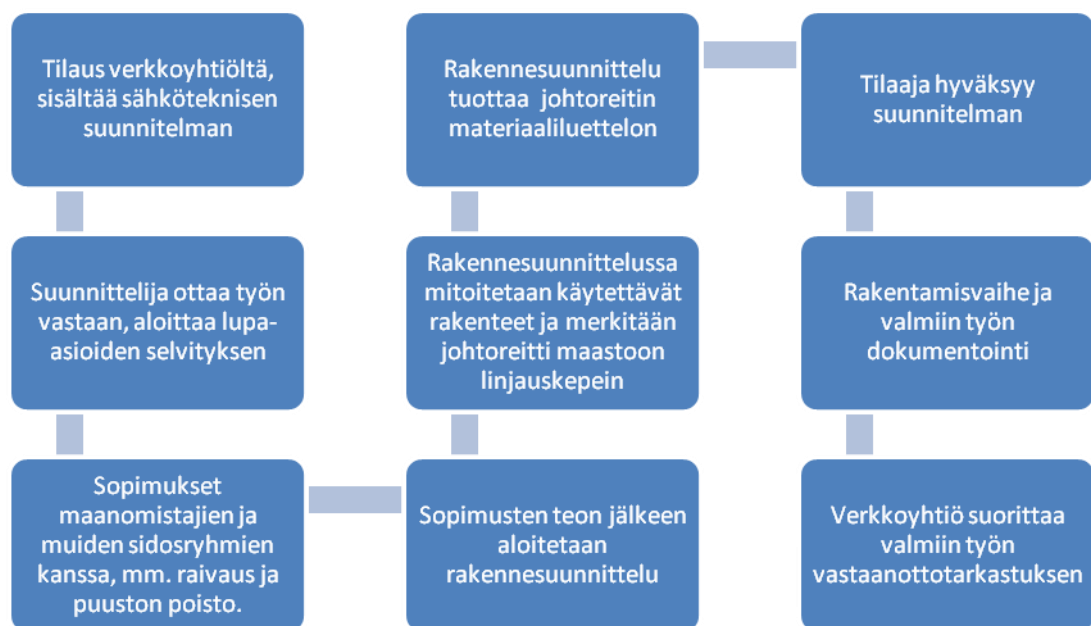 Tilaus verkkoyhtiöltä,
sisältää sähköteknisen
suunnitelman
Suunnittelija ottaa työn
vastaan, aloittaa lupa-
asioiden selvityksen
Sopimukset
maanomistajien ja
muiden sidosryhmien
kanssa, mm. raivaus ja
puuston poisto.
Sopimusten teon jälkeen
aloitetaan
rakennesuunnittelu
Rakennesuunnittelussa
mitoitetaan käytettävät
rakenteet ja merkitään
johtoreitti maastoon
linjauskepein
Rakennesuunnittelu
tuottaa johtoreitin
materiaaliluettelon
Tilaaja hyväksyy
suunnitelman
Rakentamisvaihe ja
valmiin työn
dokumentointi
Verkkoyhtiö suorittaa
valmiin työn
vastaanottotarkastuksen